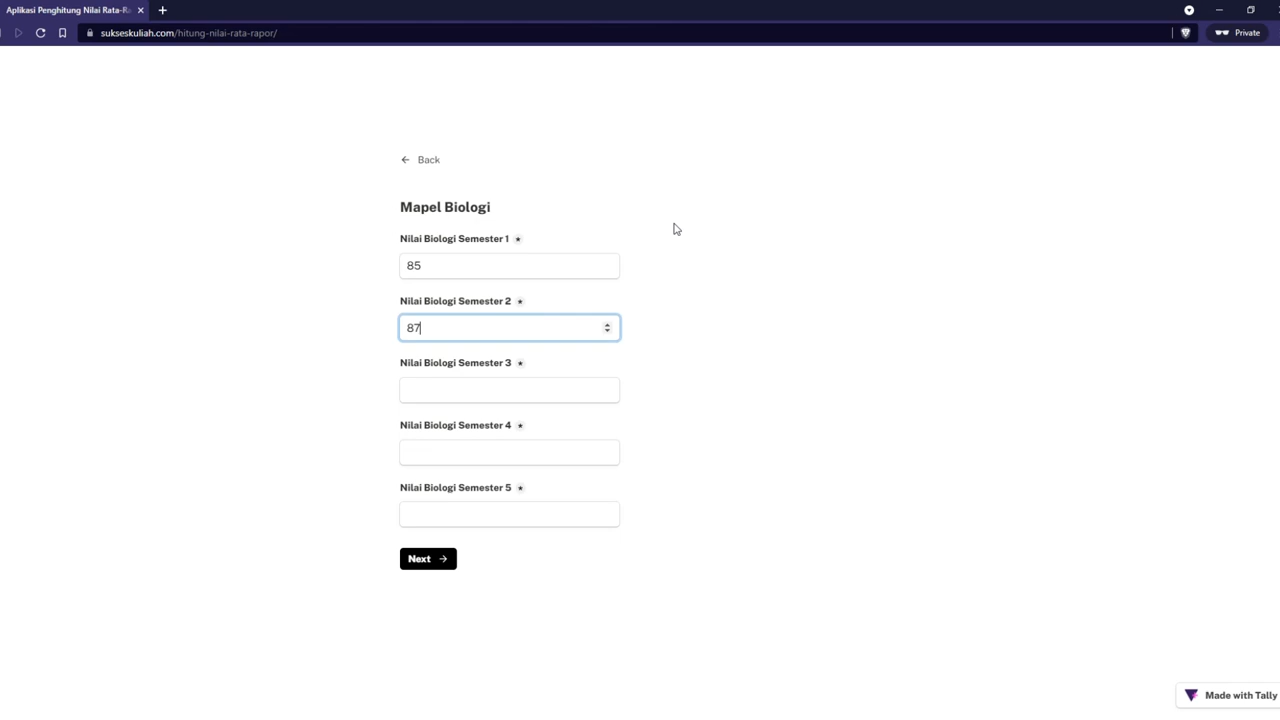 Aplikasi Penghitung Nilai Rata-Ra
sukseskuliah.com/hitung-nilai-rata-rapor/
Private
Back
Mapel Biologi
Nilai Biologi Semester 1
85
Nilai Biologi Semester 2
87
Nilai Biologi Semester 3
Nilai Biologi Semester 4
Nilai Biologi Semester 5
Next
Made with Tally